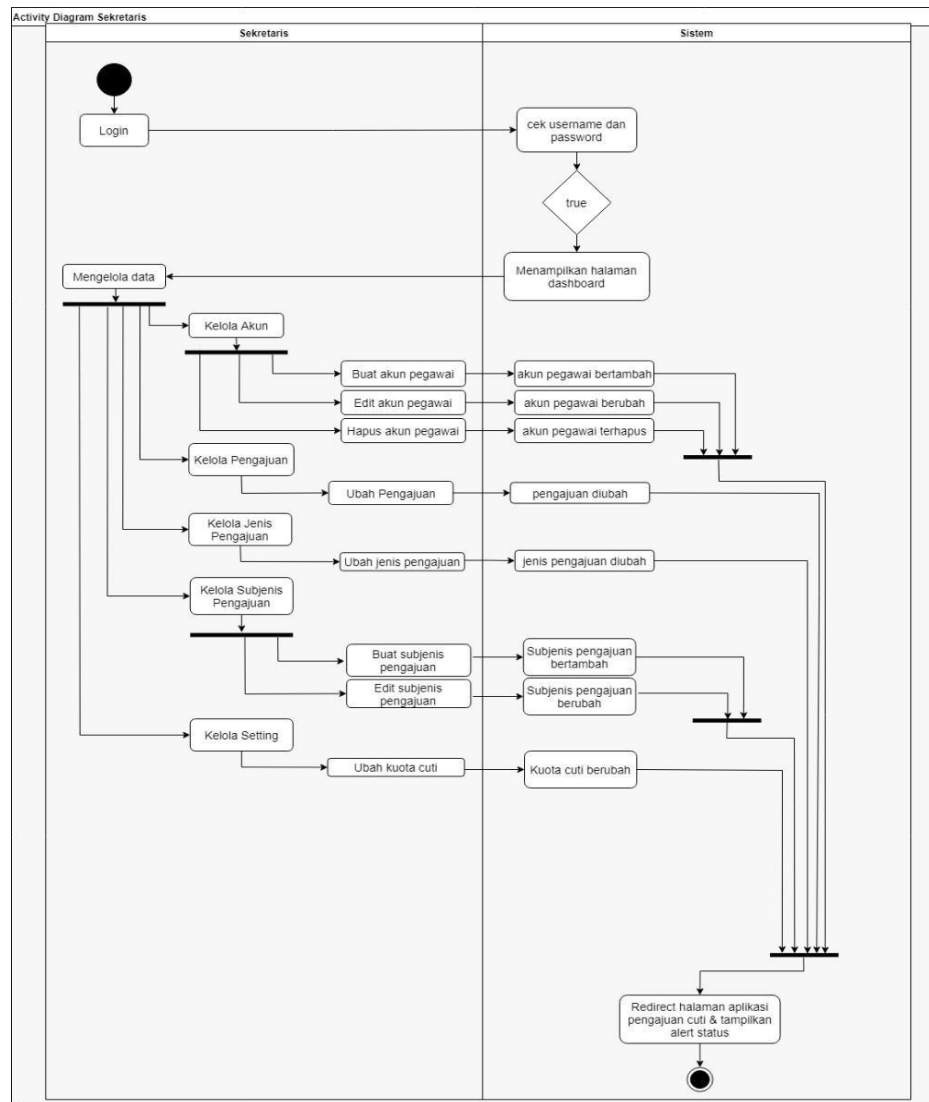 Activity Diagram Sekretaris
Sekretaris
Sistem
Login
cek username dan
password
true
Menampilkan halaman
dashboard
Mengelola data
Kelola Akun
Buat akun pegawai
akun pegawai bertambah
Edit akun pegawai
akun pegawai berubah
Hapus akun pegawai
akun pegawai terhapus
Kelola Pengajuan
Ubah Pengajuan
pengajuan diubah
Kelola Jenis
Pengajuan
Ubah jenis pengajuan
jenis pengajuan diubah
Kelola Subjenis
Pengajuan
Buat subjenis
pengajuan
Subjenis pengajuan
bertambah
Edit subjenis
pengajuan
Subjenis pengajuan
berubah
Kelola Setting
Ubah kuota cuti
Kuota cuti berubah
Redirect halaman aplikasi
pengajuan cuti & tampilkan
alert status